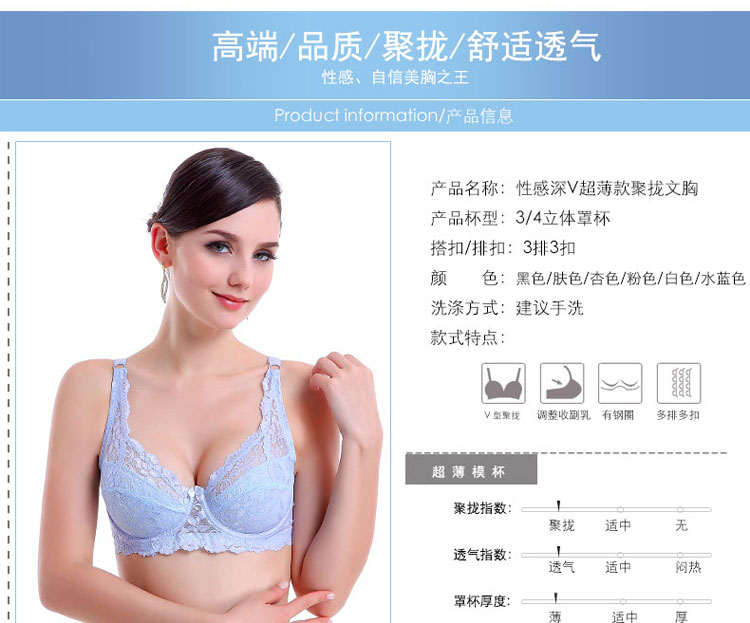 高端/品质/聚拢/舒适透气
性感、自信美胸之王
Product information/产品信息
产品名称：性感深V超薄款聚拢文胸
产品杯型：3/4立体罩杯
搭扣/排扣：3排3扣
颜 色：黑色/肤色/杏色/粉色/白色/水蓝色
洗涤方式：建议手洗
款式特点：
V型聚拢 调整收副乳 有钢圈 多排多扣
超薄模杯
聚拢指数：
聚拢 适中 无
透气指数：
透气 适中 闷热
罩杯厚度：
薄 适中 厚